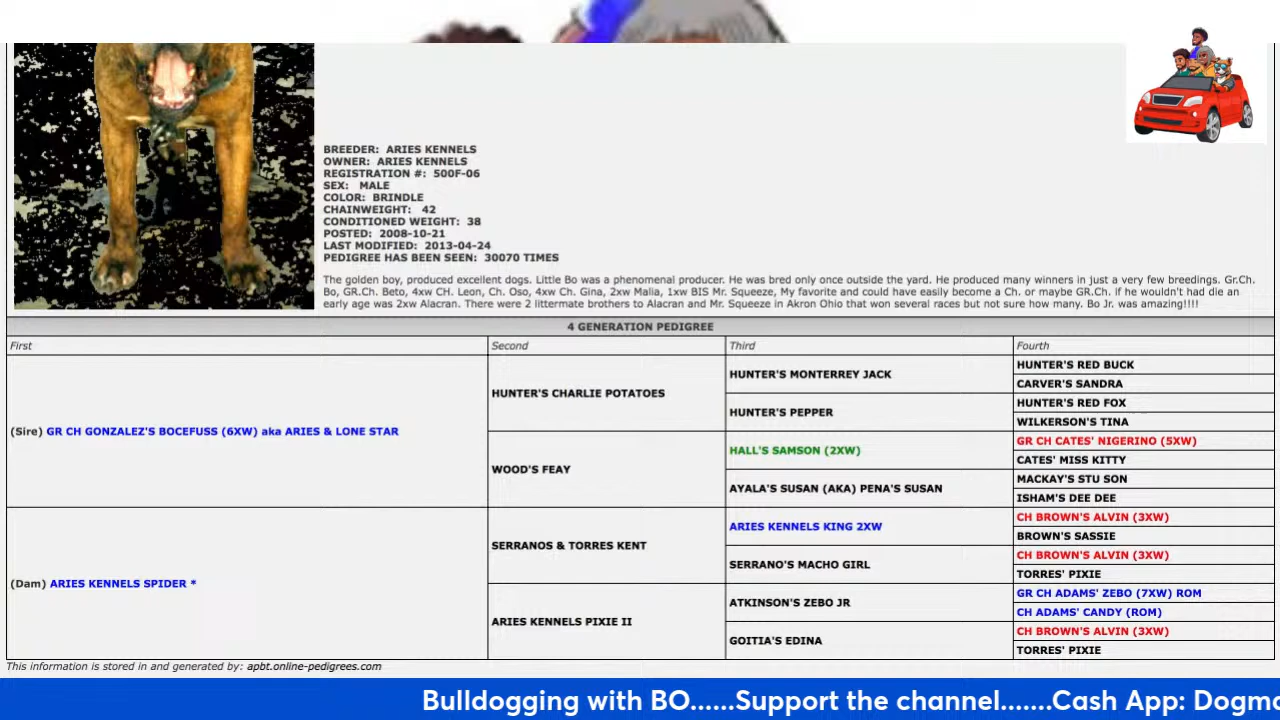 BREEDER: ARIES KENNELS
OWNER: ARIES KENNELS
REGISTRATION #: 500F-06
SEX: MALE
COLOR: BRINDLE
CHAINWEIGHT: 42
CONDITIONED WEIGHT: 38
POSTED: 2008-10-21
LAST MODIFIED: 2013-04-24
PEDIGREE HAS BEEN SEEN: 30070 TIMES
The golden boy, produced excellent dogs. Little Bo was a phenomenal producer. He was bred only once outside the yard. He produced many winners in just a very few breedings. Gr.Ch.
Bo, GR.Ch. Beto, 4xw CH. Leon, Ch. Oso, 4xw Ch. Gina, 2xw Malia, 1xw BIS Mr. Squeeze, My favorite and could have easily become a Ch. or maybe GR.Ch. if he wouldn't had die an
early age was 2xw Alacran. There were 2 littermate brothers to Alacran and Mr. Squeeze in Akron Ohio that won several races but not sure how many. Bo Jr. was amazing!!!!
4 GENERATION PEDIGREE
First Second Third Fourth
(Sire) GR CH GONZALEZ'S BOCEFUSS (6XW) aka ARIES & LONE STAR
HUNTER'S CHARLIE POTATOES
HUNTER'S MONTERREY JACK
HUNTER'S RED BUCK
CARVER'S SANDRA
HUNTER'S PEPPER
HUNTER'S RED FOX
WILKERSON'S TINA
WOOD'S FEAY
HALL'S SAMSON (2XW)
GR CH CATES' NIGERINO (5XW)
CATES' MISS KITTY
AYALA'S SUSAN (AKA) PENA'S SUSAN
MACKAY'S STU SON
ISHAM'S DEE DEE
(Dam) ARIES KENNELS SPIDER *
SERRANOS & TORRES KENT
ARIES KENNELS KING 2XW
CH BROWN'S ALVIN (3XW)
BROWN'S SASSIE
SERRANO'S MACHO GIRL
CH BROWN'S ALVIN (3XW)
TORRES' PIXIE
ARIES KENNELS PIXIE II
ATKINSON'S ZEBO JR
GR CH ADAMS' ZEBO (7XW) ROM
CH ADAMS' CANDY (ROM)
GOITIA'S EDINA
CH BROWN'S ALVIN (3XW)
TORRES' PIXIE
This information is stored in and generated by: apbt.online-pedigrees.com
Bulldogging with BO......Support the channel.......Cash App: Dogm